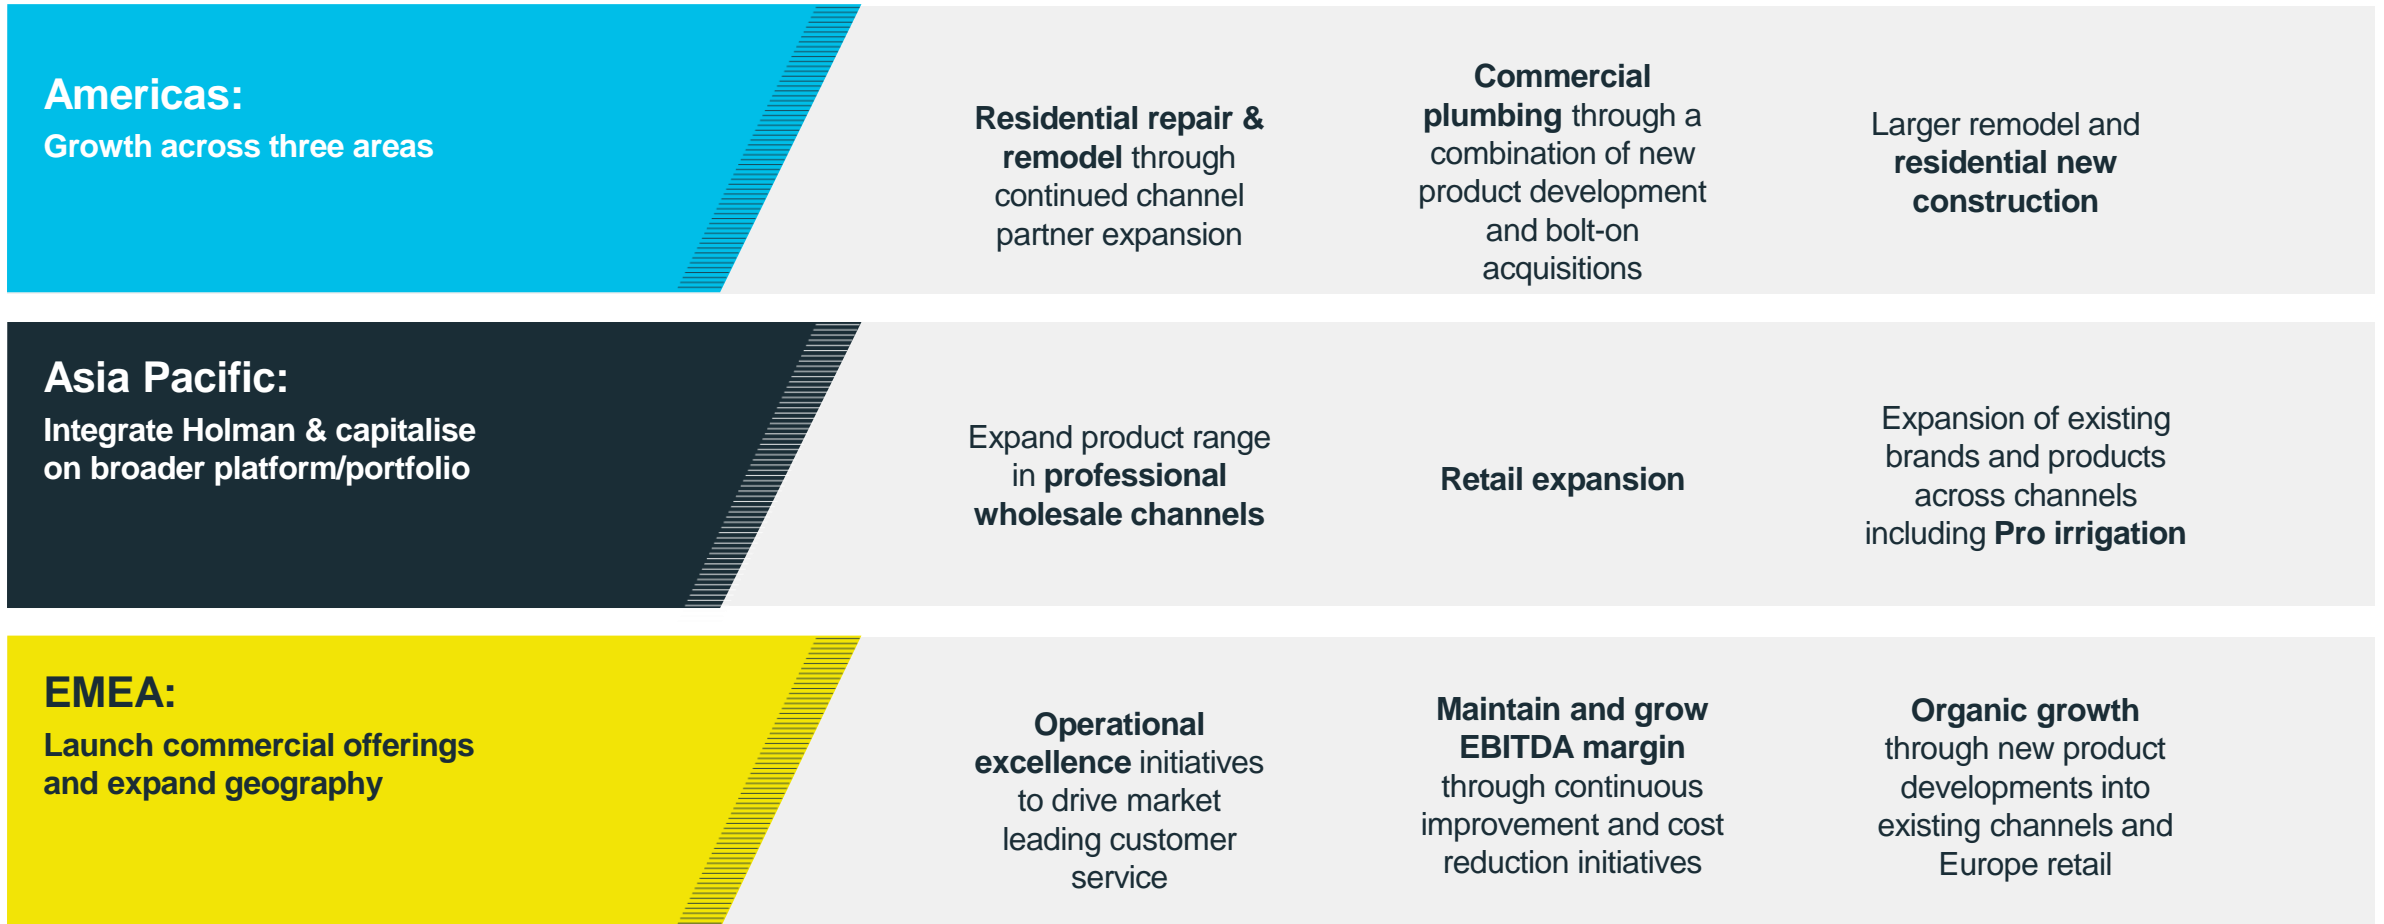 Americas:
Growth across three areas
Residential repair &
remodel through
continued channel
partner expansion
Commercial
plumbing through a
combination of new
product development
and bolt-on
acquisitions
Larger remodel and
residential new
construction
Asia Pacific:
Integrate Holman & capitalise
on broader platform/portfolio
Expand product range
in professional
wholesale channels
Retail expansion
Expansion of existing
brands and products
across channels
including Pro irrigation
EMEA:
Launch commercial offerings
and expand geography
Operational
excellence initiatives
to drive market
leading customer
service
Maintain and grow
EBITDA margin
through continuous
improvement and cost
reduction initiatives
Organic growth
through new product
developments into
existing channels and
Europe retail